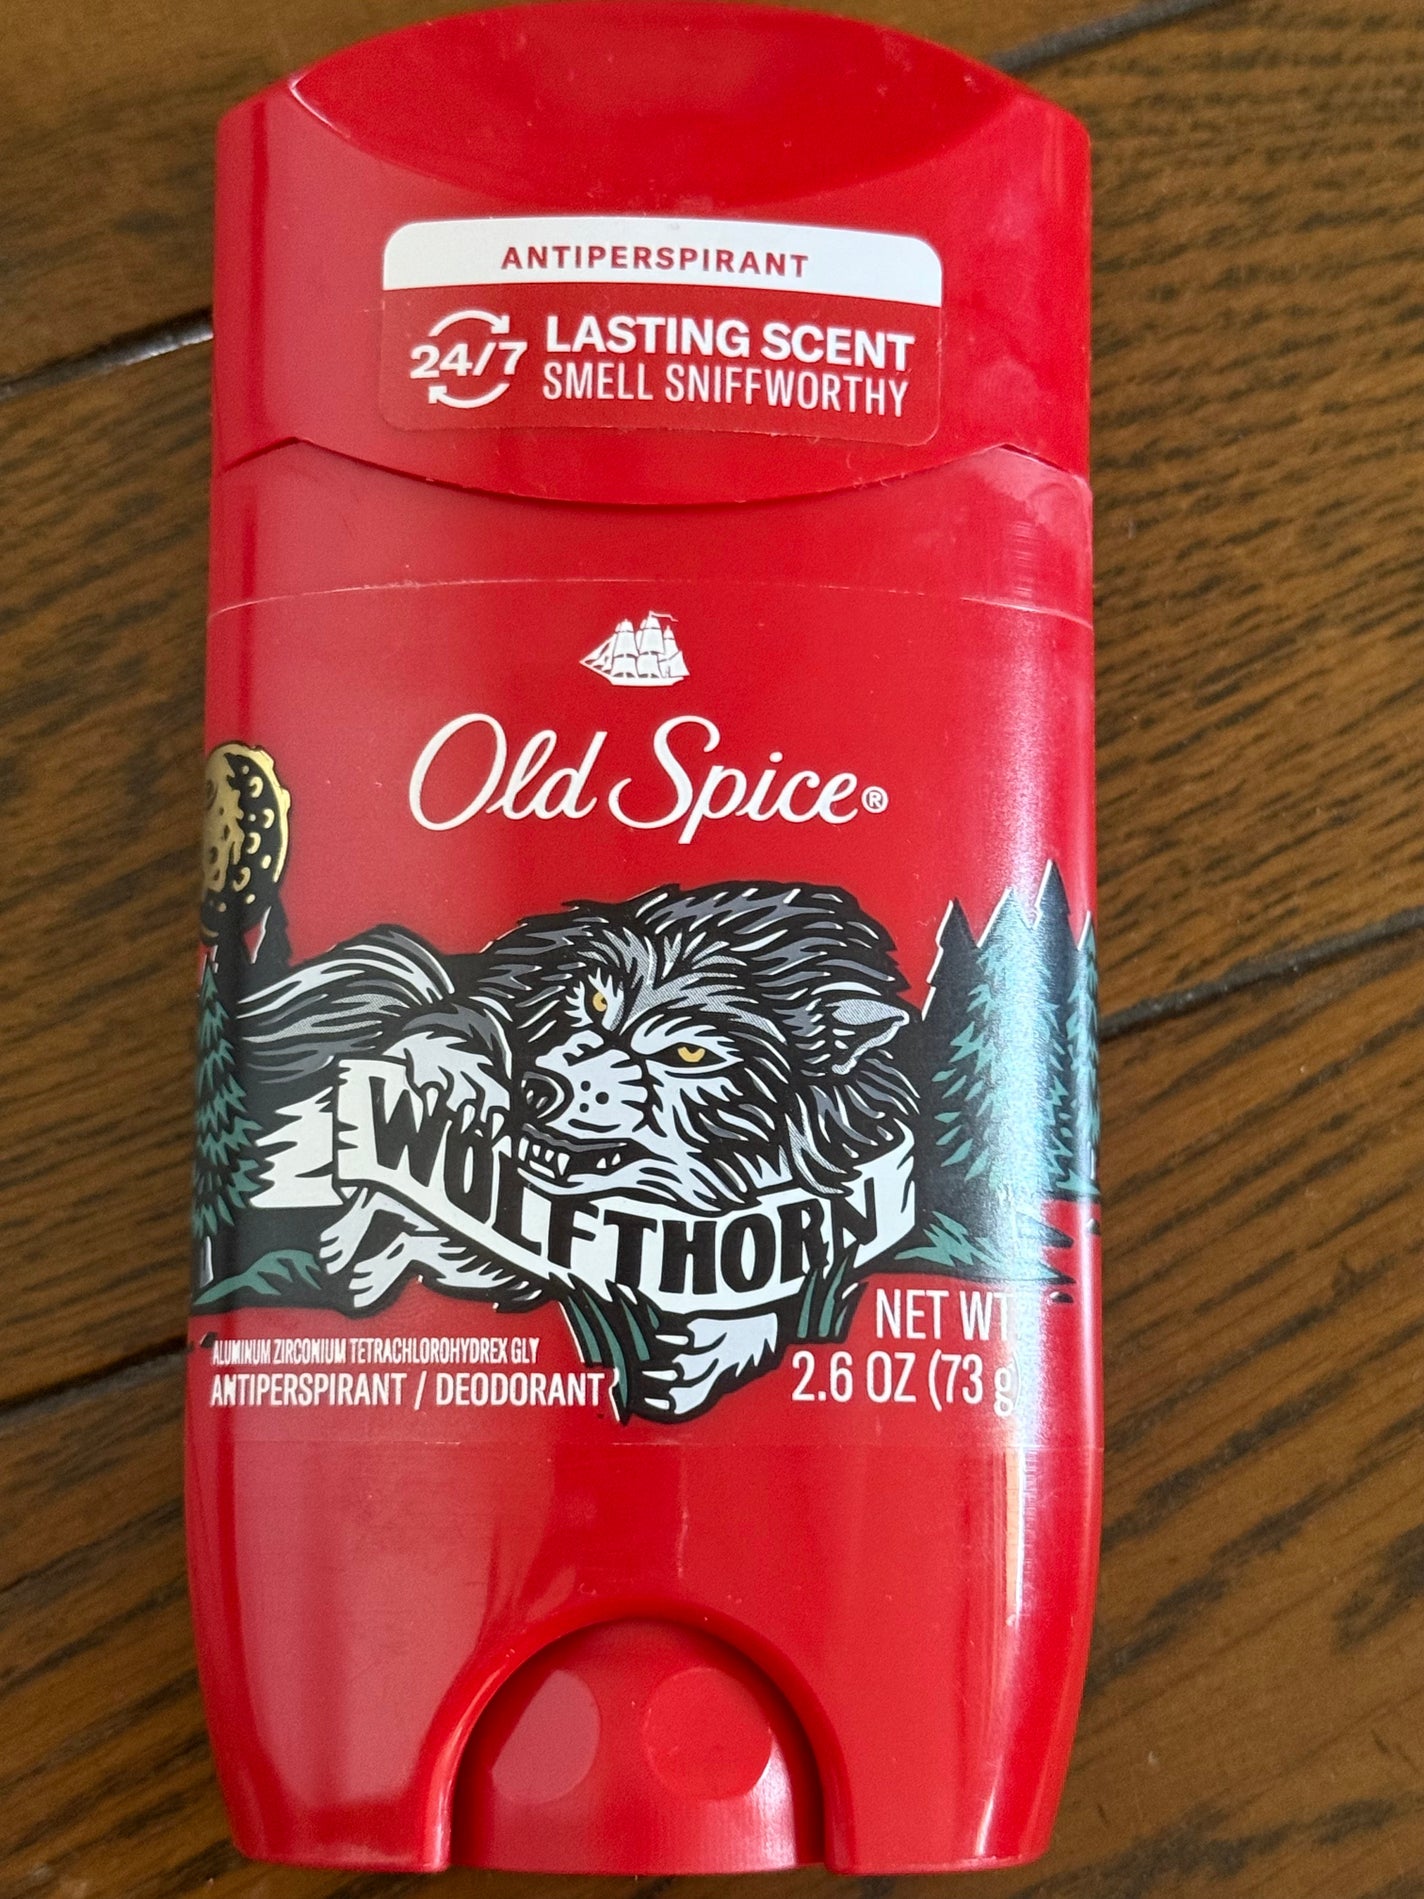 ANTIPERSPIRANT
24/7 LASTING SCENT
SMELL SNIFFWORTHY
Old Spice®
WOLFTHORN
NET WT
2.6 OZ (73 g)
ALUMINUM ZIRCONIUM TETRACHLOROHYDREX GLY
ANTIPERSPIRANT / DEODORANT